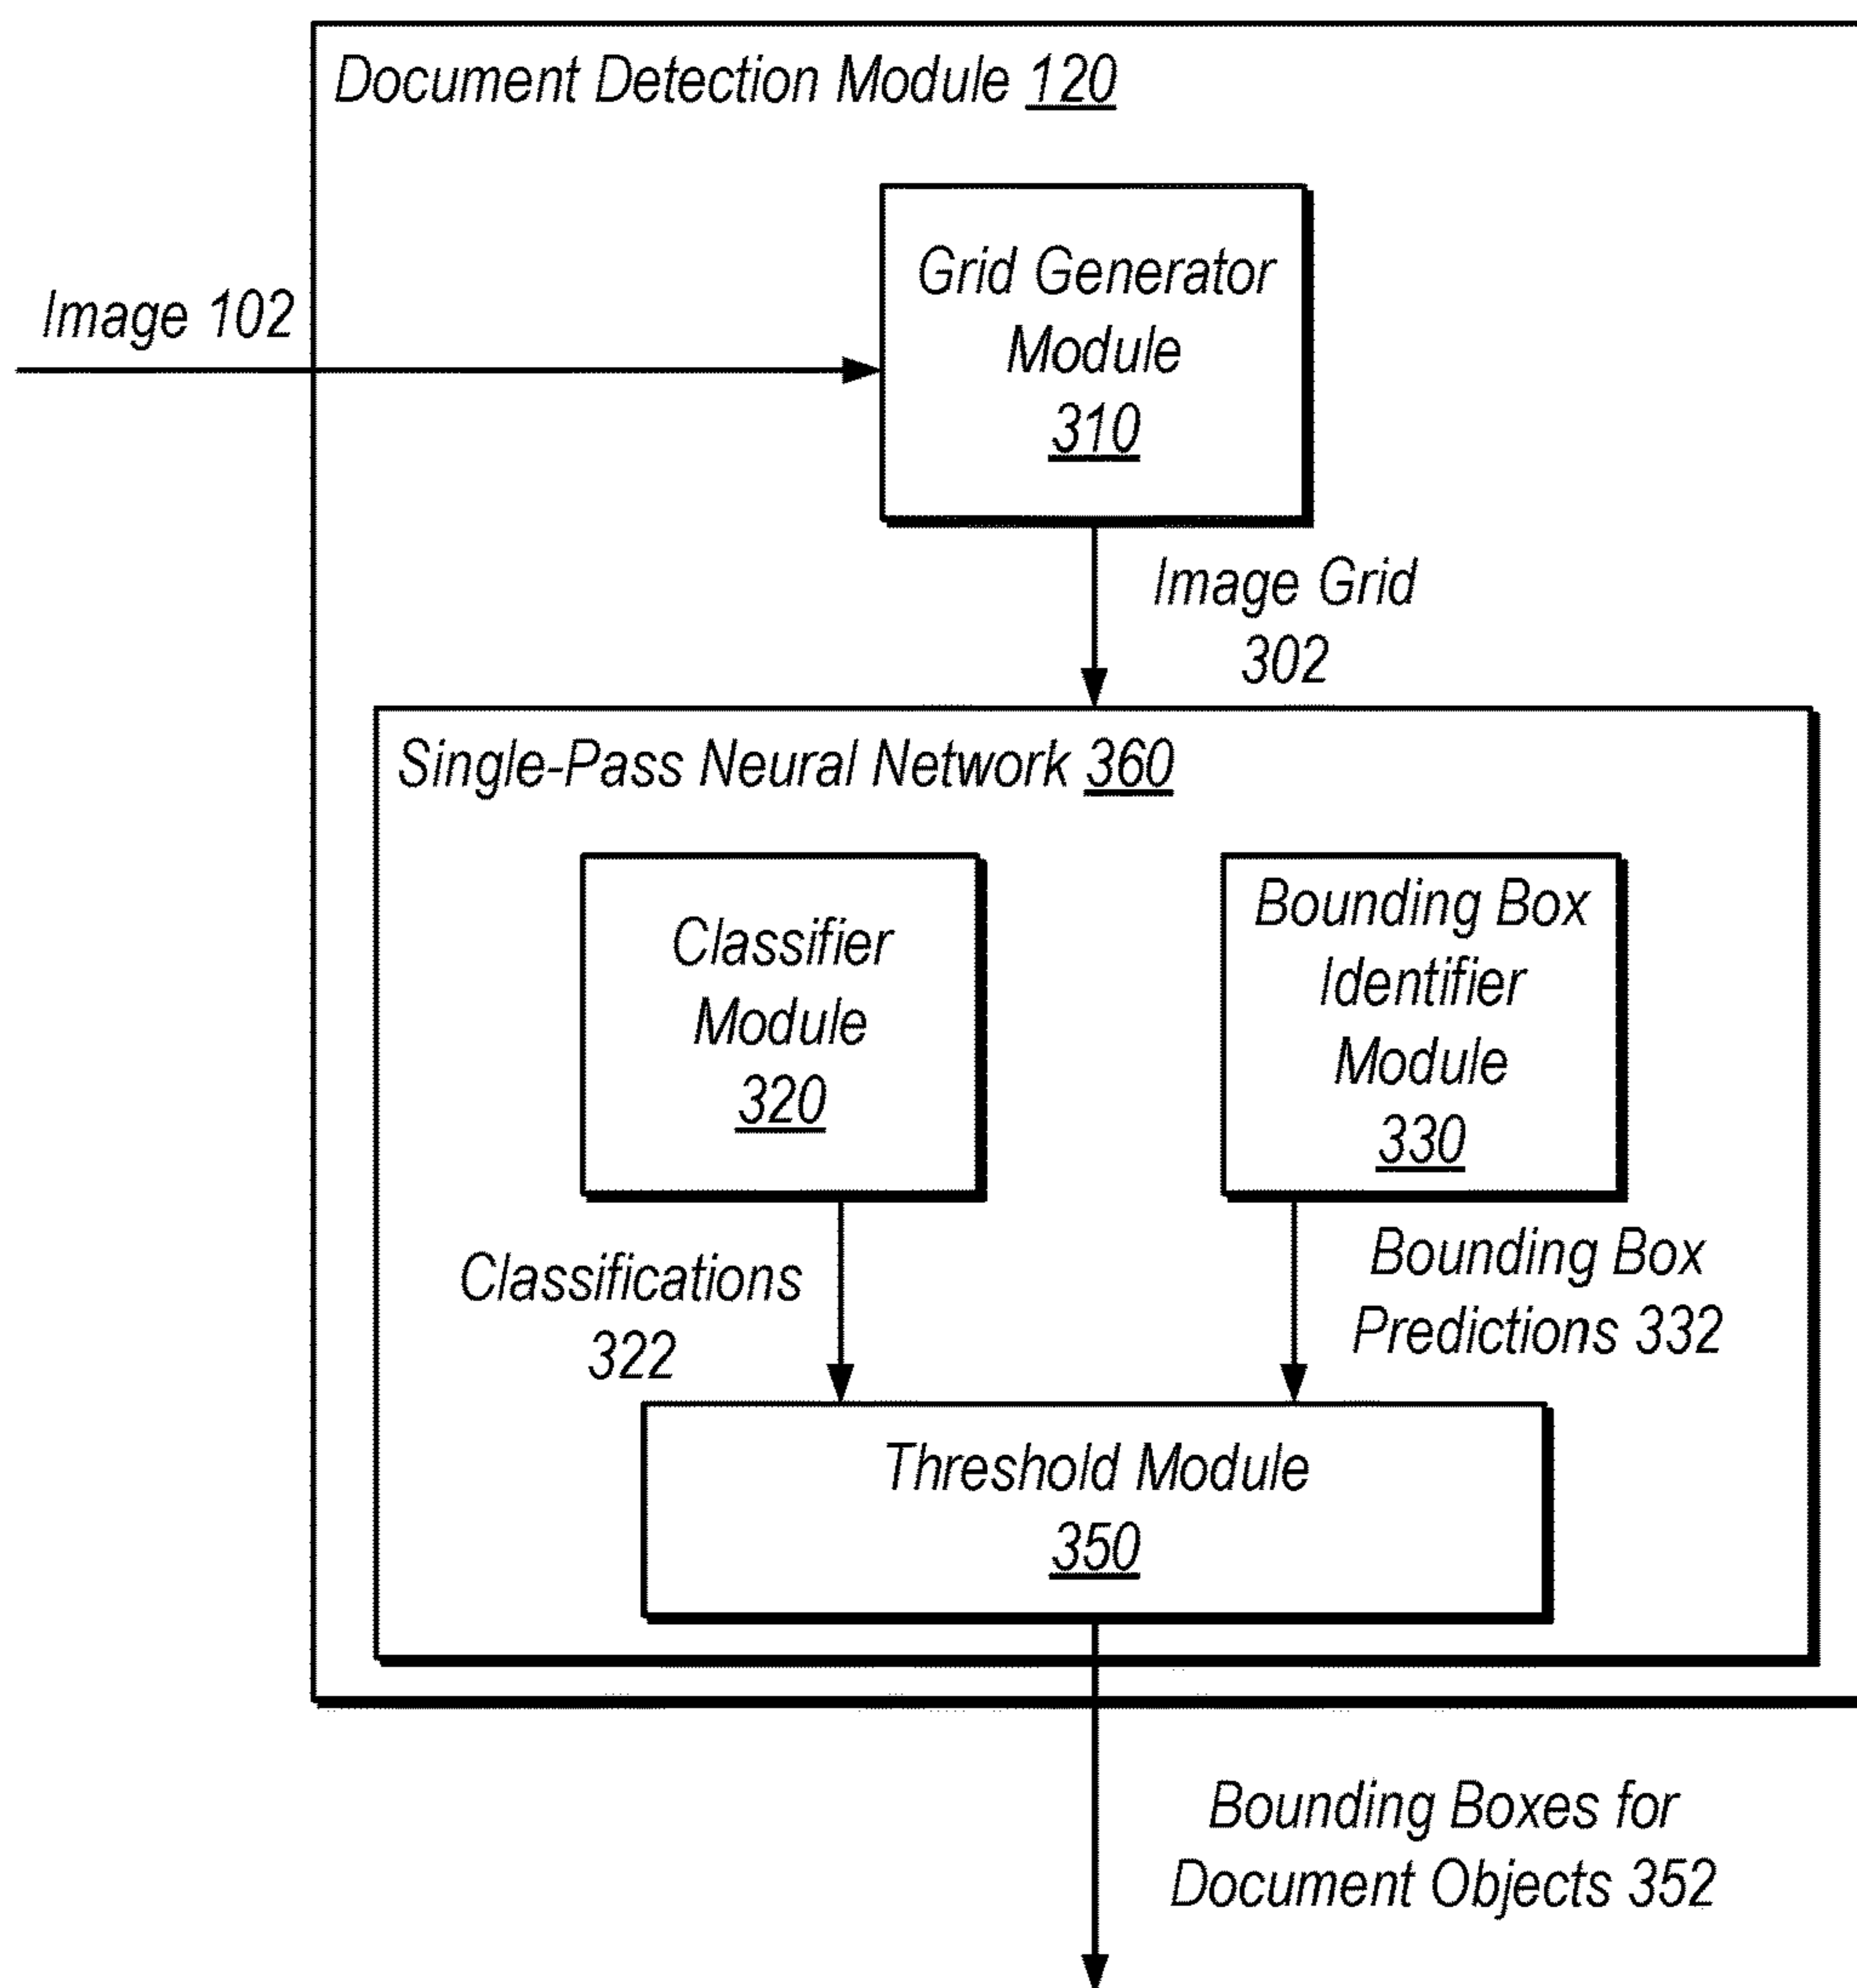 Document Detection Module 120
Grid Generator
Module
310
Image 102
Image Grid
302
Single-Pass Neural Network 360
Classifier
Module
320
Bounding Box
Identifier
Module
330
Classifications
322
Bounding Box
Predictions 332
Threshold Module
350
Bounding Boxes for
Document Objects 352